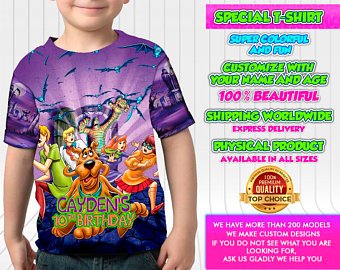 SPECIAL T-SHIRT
SUPER COLORFUL
AND FUN
CUSTOMIZE WITH
YOUR NAME AND AGE
100% BEAUTIFUL
SHIPPING WORLDWIDE
EXPRESS DELIVERY
PHYSICAL PRODUCT
AVAILABLE IN ALL SIZES
100% PREMIUM
QUALITY
TOP CHOICE
WE HAVE MORE THAN 200 MODELS
WE MAKE CUSTOM DESIGNS
IF YOU DO NOT SEE WHAT YOU ARE
LOOKING FOR,
ASK US GLADLY WE HELP YOU
CAYDEN'S
10TH BIRTHDAY